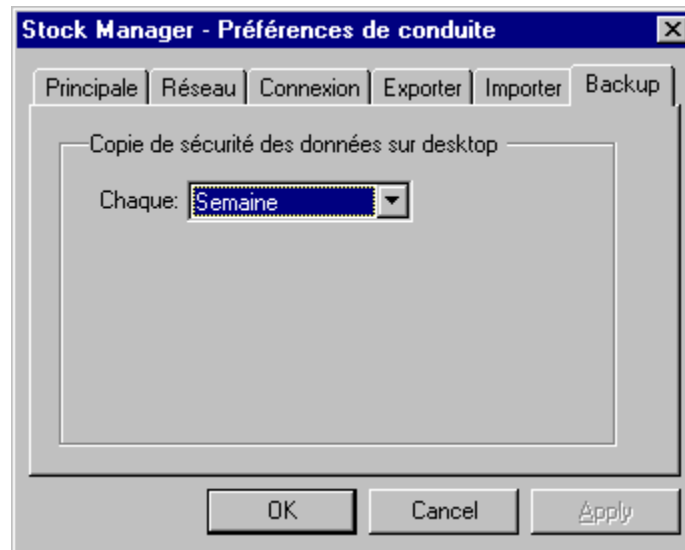 Stock Manager - Préférences de conduite
Principale Réseau Connexion Exporter Importer Backup
Copie de sécurité des données sur desktop
Chaque: Semaine
OK Cancel Apply